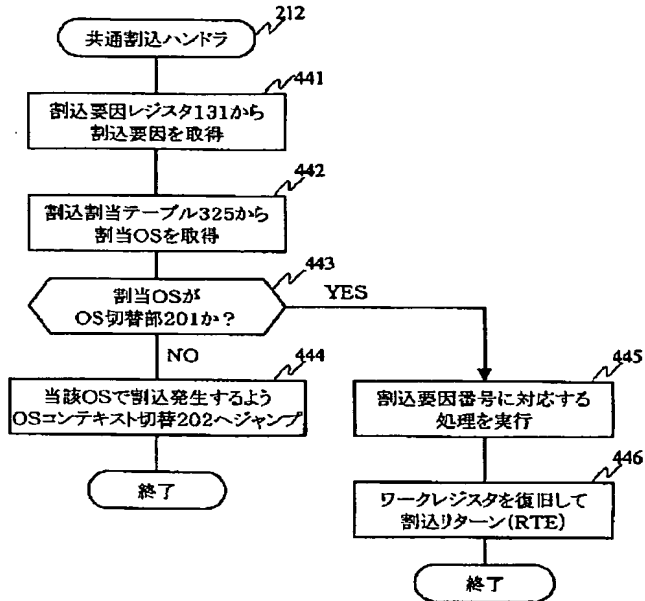 共通割込ハンドラ
212
441
割込要因レジスタ131から
割込要因を取得
442
割込割当テーブル325から
割当OSを取得
443
割当OSが
OS切替部201か?
YES
NO
444
当該OSで割込発生するよう
OSコンテキスト切替202へジャンプ
終了
445
割込要因番号に対応する
処理を実行
446
ワークレジスタを復旧して
割込リターン(RTE)
終了